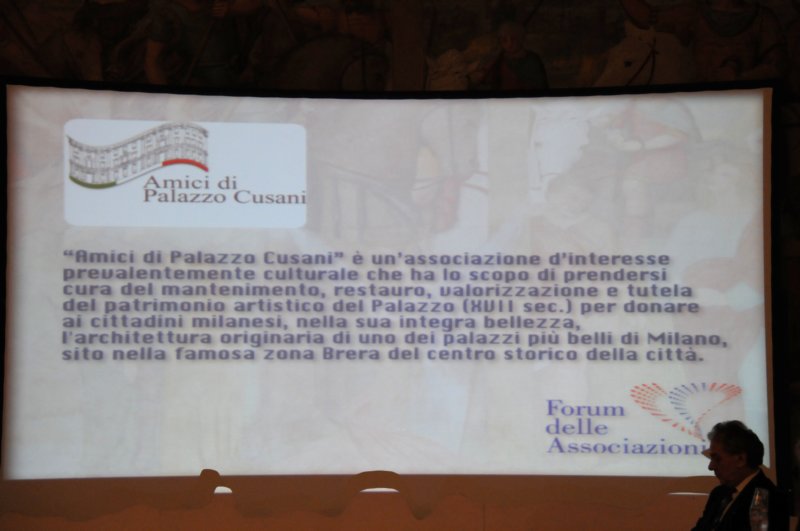 Amici di
Palazzo Cusani
"Amici di Palazzo Cusani" è un'associazione d'interesse
prevalentemente culturale che ha lo scopo di prendersi
cura del mantenimento, restauro, valorizzazione e tutela
del patrimonio artistico del Palazzo (XVII sec.) per donare
ai cittadini milanesi, nella sua integra bellezza,
l'architettura originaria di uno dei palazzi più belli di Milano,
sito nella famosa zona Brera del centro storico della città.
Forum
delle
Associazioni